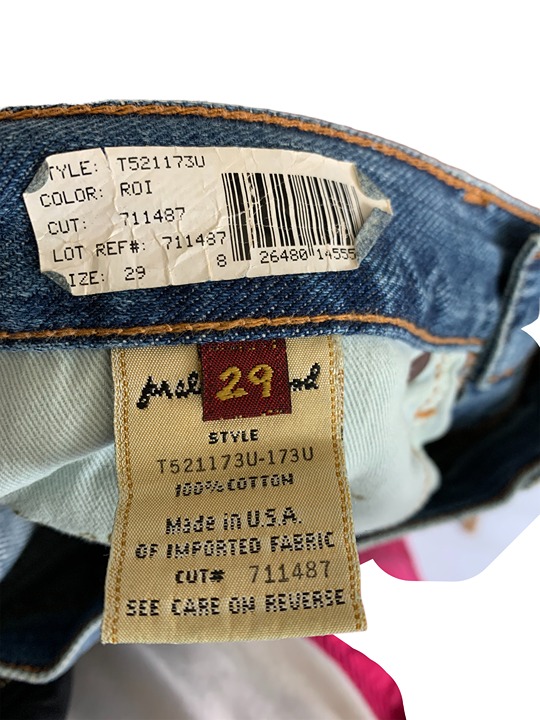 TYLE: T521173U
COLOR: ROI
CUT: 711487
LOT REF#: 711487
IZE: 29
8 26480 14555
29
STYLE
T521173U-173U
100% COTTON
Made in U.S.A.
OF IMPORTED FABRIC
CUT# 711487
SEE CARE ON REVERSE